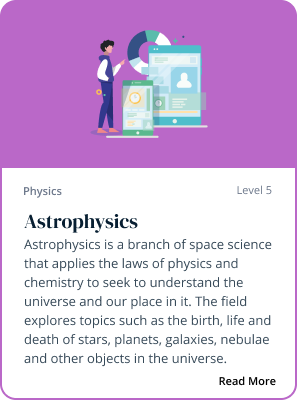 Physics
Level 5
Astrophysics
Astrophysics is a branch of space science
that applies the laws of physics and
chemistry to seek to understand the
universe and our place in it. The field
explores topics such as the birth, life and
death of stars, planets, galaxies, nebulae
and other objects in the universe.
Read More